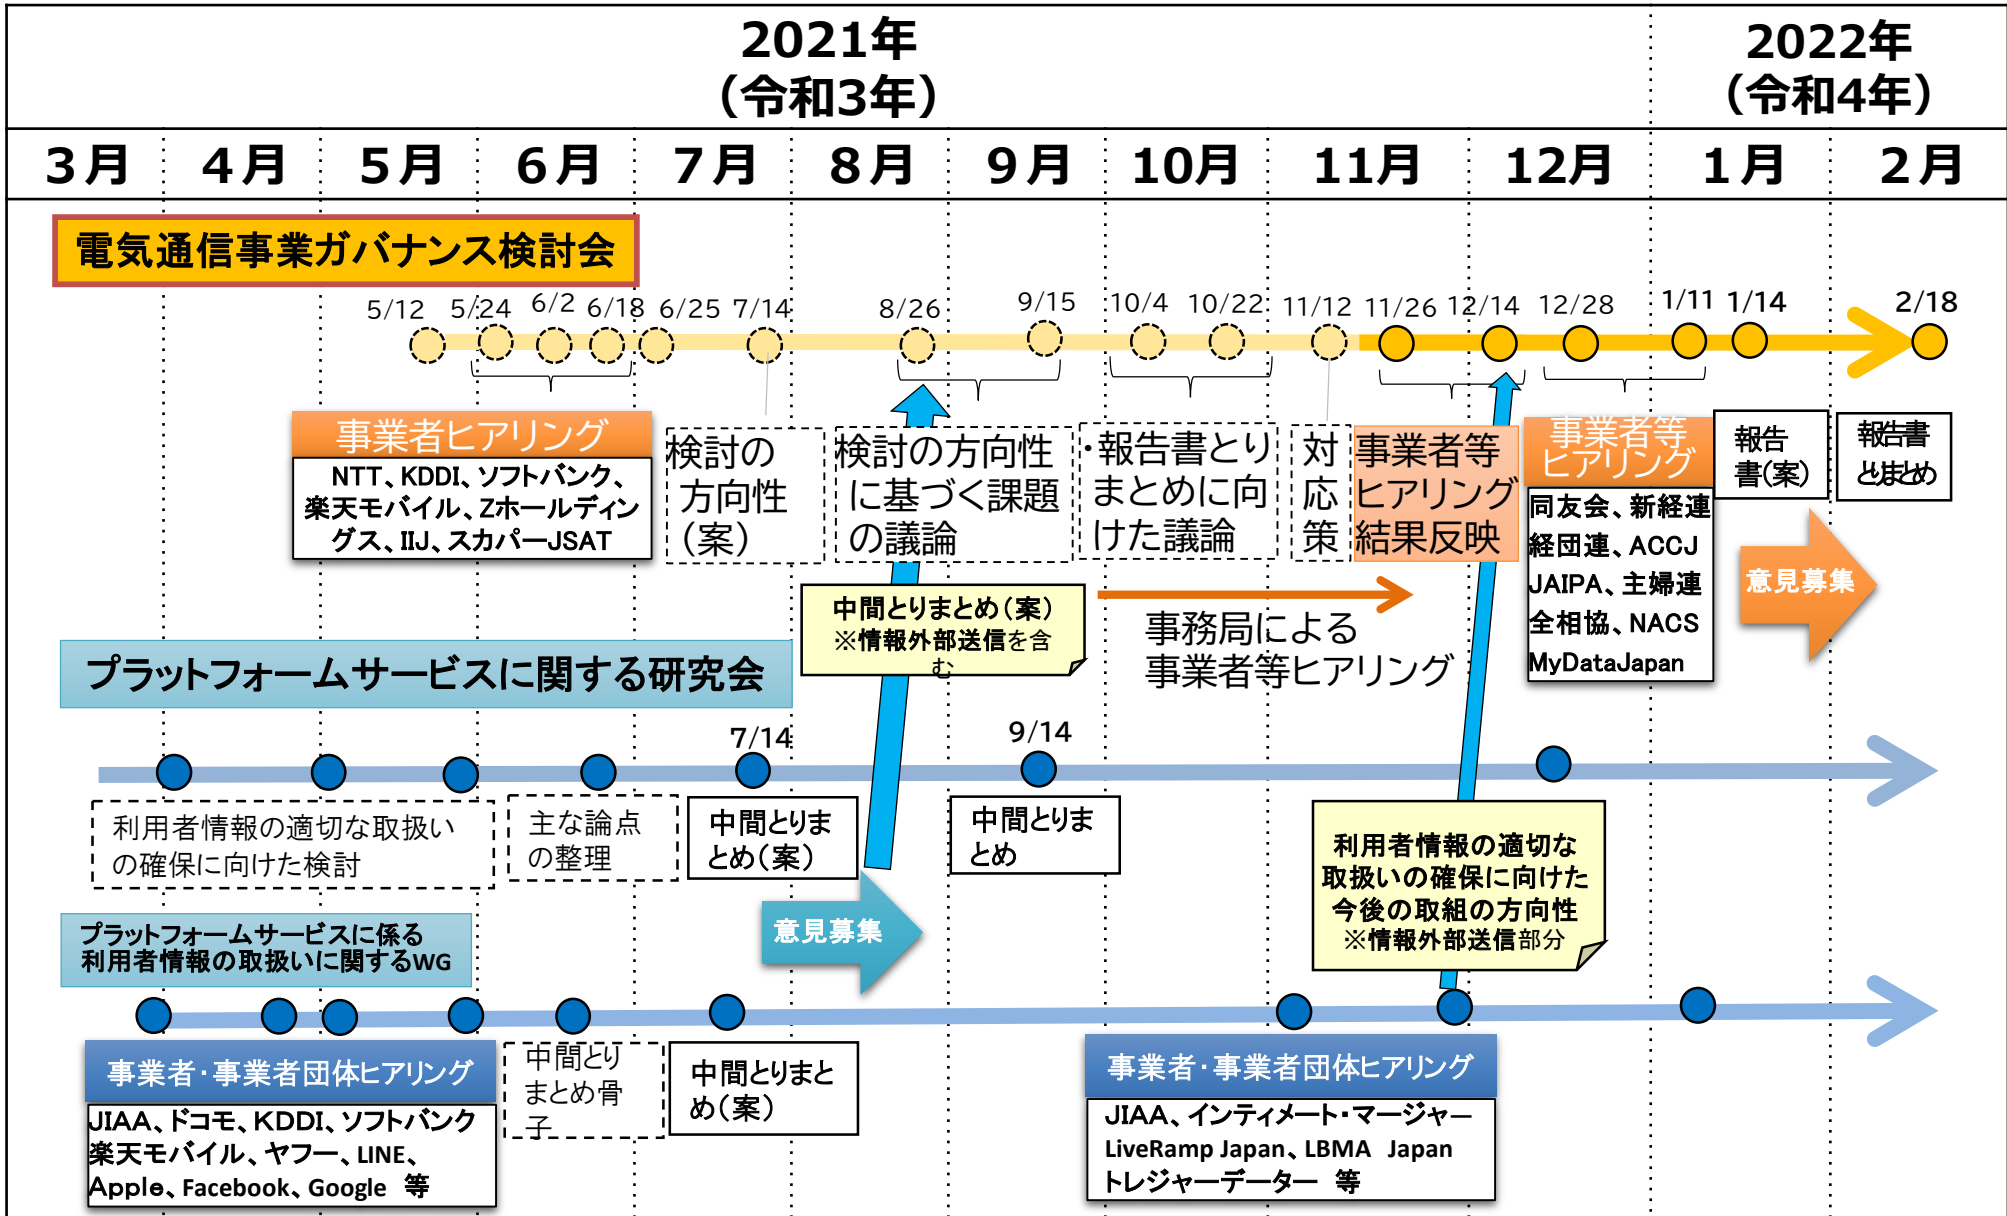 2021年
（令和3年）
2022年
（令和4年）
3月
4月
5月
6月
7月
8月
9月
10月
11月
12月
1月
2月
電気通信事業ガバナンス検討会
5/12
5/24
6/2
6/18
6/25
7/14
8/26
9/15
10/4
10/22
11/12
11/26
12/14
12/28
1/11
1/14
2/18
事業者ヒアリング
NTT、KDDI、ソフトバンク、
楽天モバイル、Zホールディン
グス、IIJ、スカパーJSAT
検討の
方向性
（案）
検討の方向性
に基づく課題
の議論
・報告書とり
まとめに向
けた議論
対
応
策
事業者等
ヒアリング
結果反映
事業者等
ヒアリング
同友会、新経連
経団連、ACCJ
JAIPA、主婦連
全相協、NACS
MyDataJapan
報告
書(案)
報告書
とりまとめ
意見募集
中間とりまとめ（案）
※情報外部送信を含
む
事務局による
事業者等ヒアリング
プラットフォームサービスに関する研究会
7/14
9/14
利用者情報の適切な取扱い
の確保に向けた検討
主な論点
の整理
中間とりま
とめ（案）
中間とりま
とめ
意見募集
利用者情報の適切な
取扱いの確保に向けた
今後の取組の方向性
※情報外部送信部分
プラットフォームサービスに係る
利用者情報の取扱いに関するWG
事業者・事業者団体ヒアリング
JIAA、ドコモ、KDDI、ソフトバンク
楽天モバイル、ヤフー、LINE、
Apple、Facebook、Google 等
中間とり
まとめ骨
子
中間とりまと
め（案）
事業者・事業者団体ヒアリング
JIAA、インティメート・マージャー
LiveRamp Japan、LBMA Japan
トレジャーデーター 等